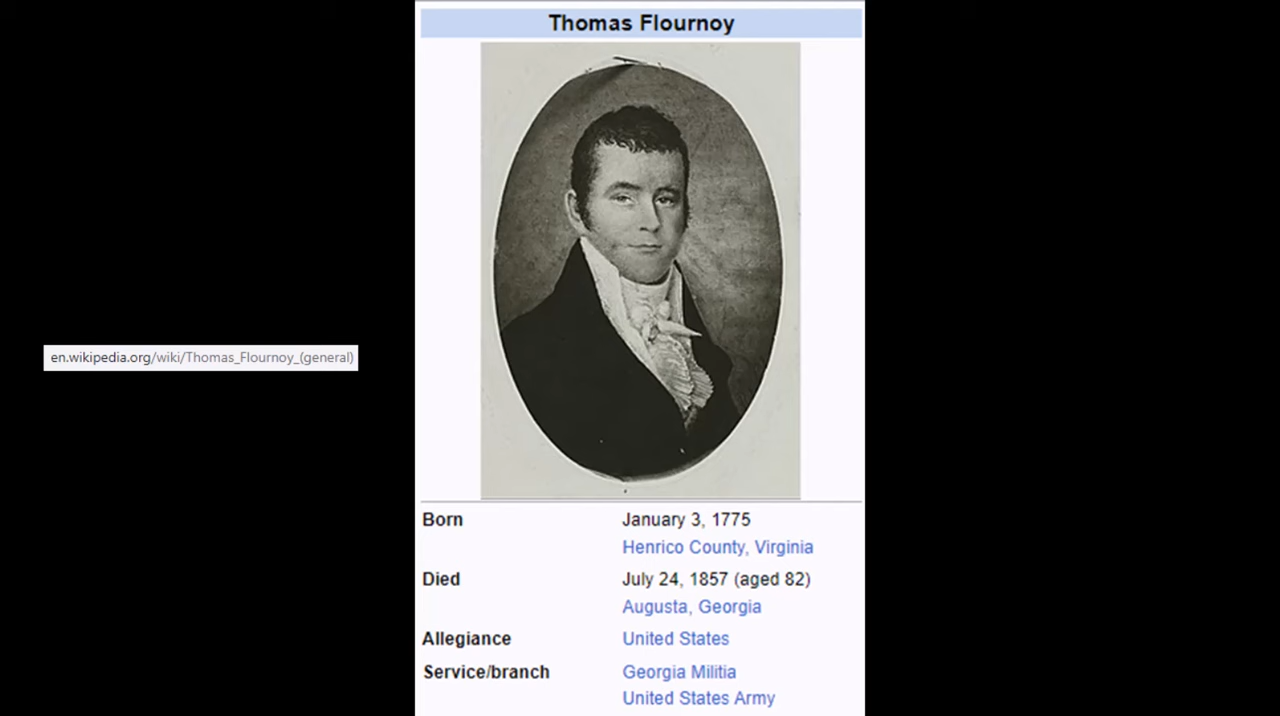 Thomas Flournoy
en.wikipedia.org/wiki/Thomas_Flournoy_(general)
Born January 3, 1775
Henrico County, Virginia
Died July 24, 1857 (aged 82)
Augusta, Georgia
Allegiance United States
Service/branch Georgia Militia
United States Army